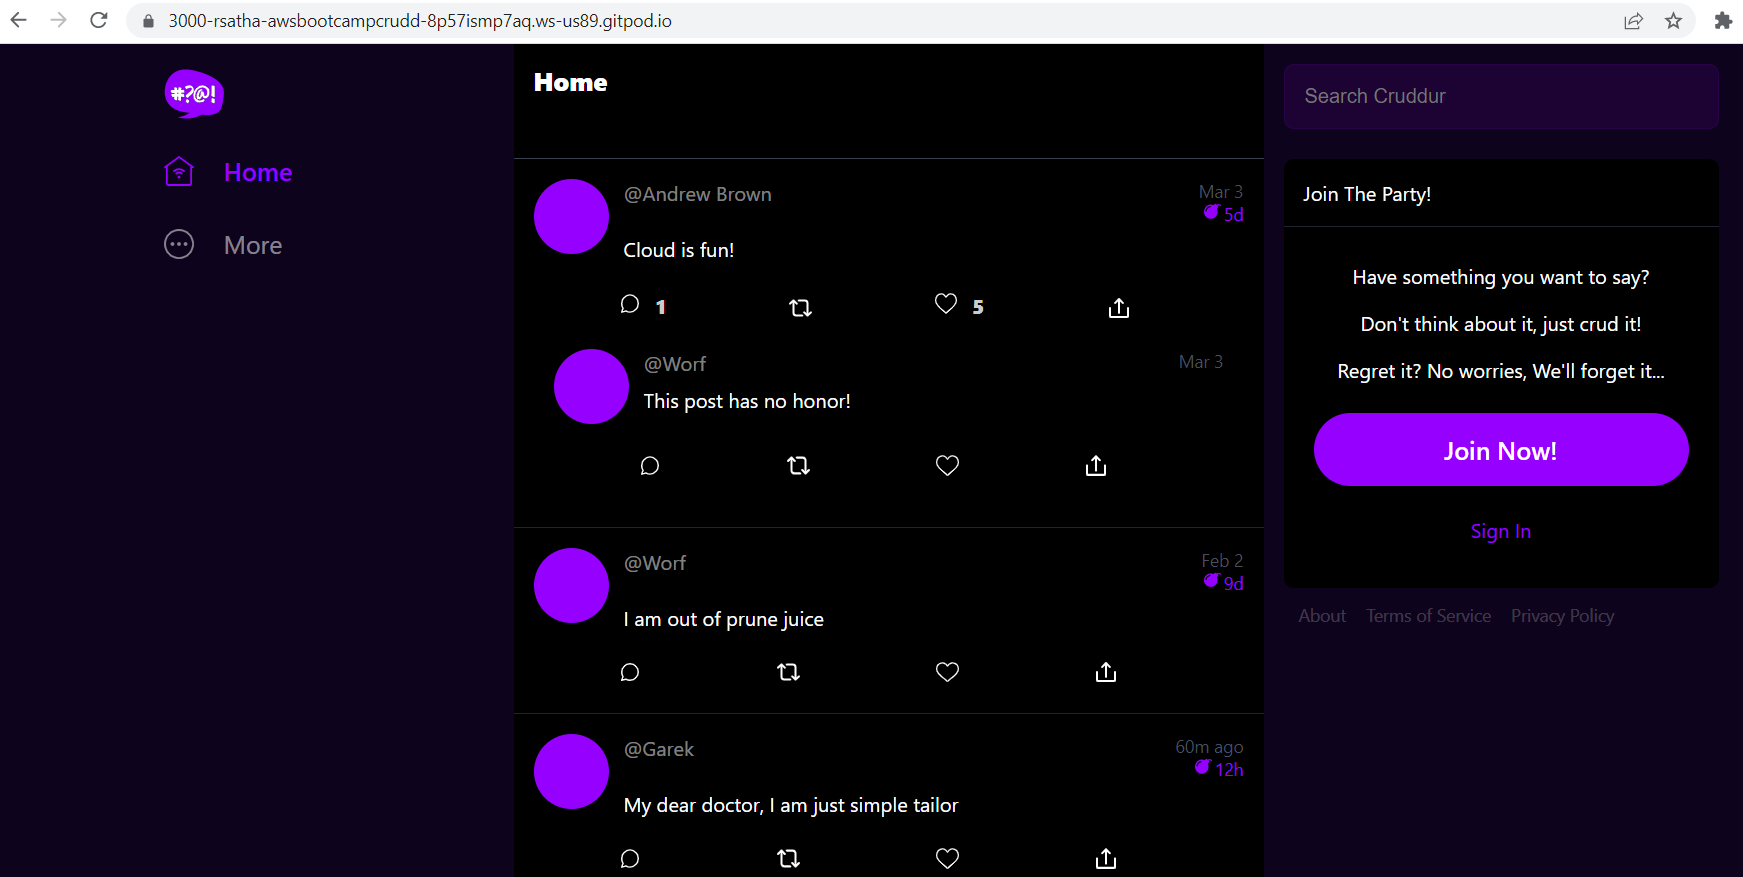 3000-rsatha-awsbootcampcrudd-8p57ismp7aq.ws-us89.gitpod.io
#?@!
Home
More
Home
@Andrew Brown
Mar 3
5d
Cloud is fun!
1
5
@Worf
Mar 3
This post has no honor!
@Worf
Feb 2
9d
I am out of prune juice
@Garek
60m ago
12h
My dear doctor, I am just simple tailor
Search Cruddur
Join The Party!
Have something you want to say?
Don't think about it, just crud it!
Regret it? No worries, We'll forget it...
Join Now!
Sign In
About Terms of Service Privacy Policy